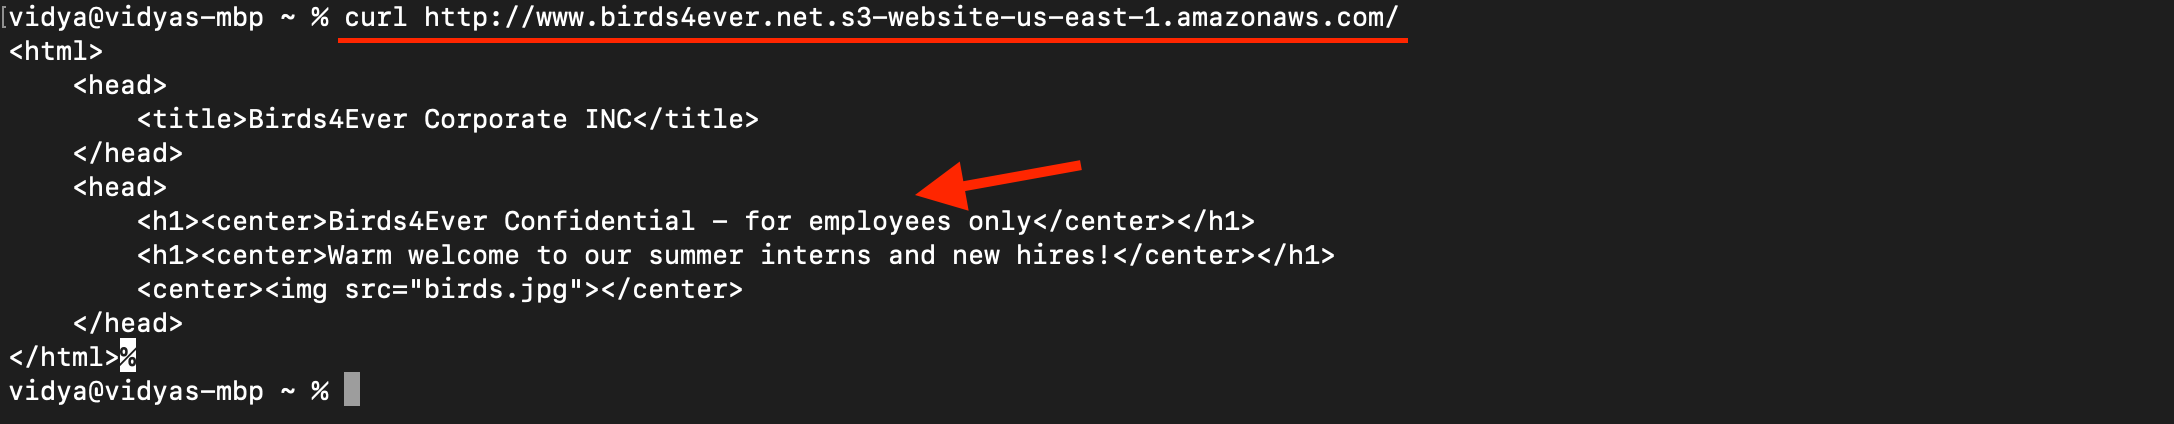 vidya@vidyas-mbp ~ % curl http://www.birds4ever.net.s3-website-us-east-1.amazonaws.com/
<html>
    <head>
        <title>Birds4Ever Corporate INC</title>
    </head>
    <head>
        <h1><center>Birds4Ever Confidential – for employees only</center></h1>
        <h1><center>Warm welcome to our summer interns and new hires!</center></h1>
        <center><img src="birds.jpg"></center>
    </head>
</html>%
vidya@vidyas-mbp ~ %